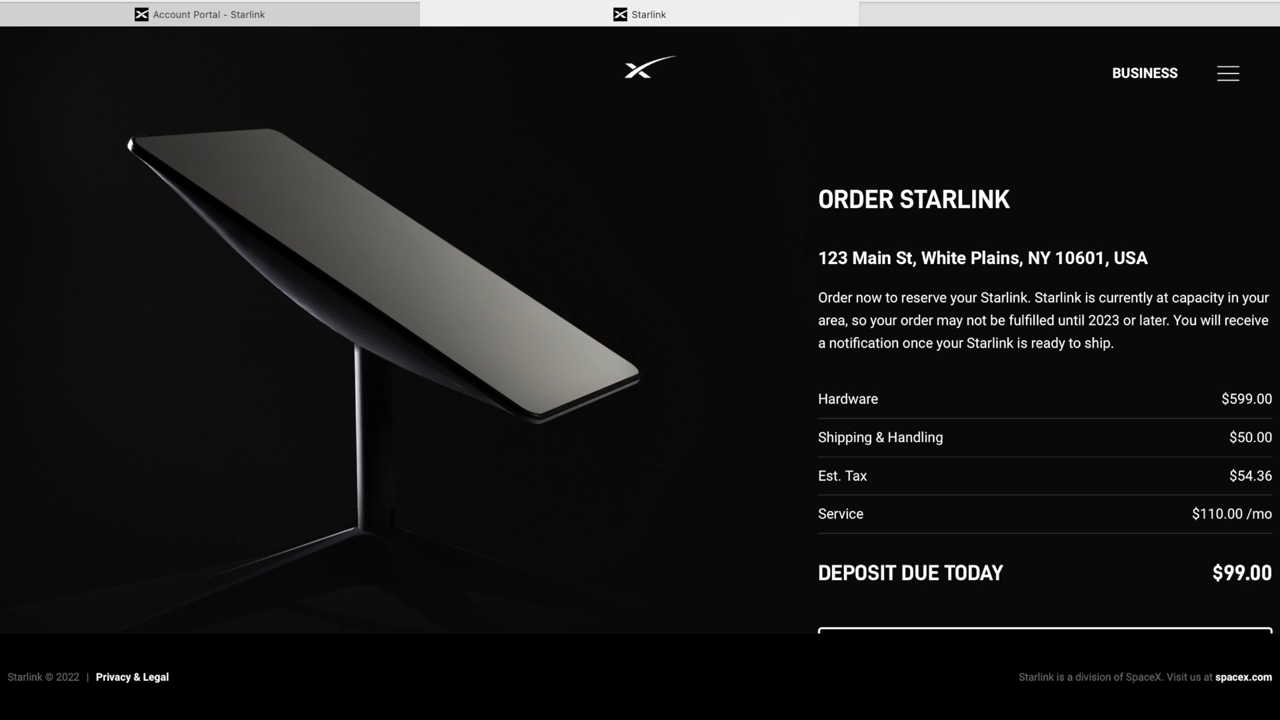 Account Portal - Starlink
Starlink
BUSINESS
ORDER STARLINK
123 Main St, White Plains, NY 10601, USA
Order now to reserve your Starlink. Starlink is currently at capacity in your
area, so your order may not be fulfilled until 2023 or later. You will receive
a notification once your Starlink is ready to ship.
Hardware $599.00
Shipping & Handling $50.00
Est. Tax $54.36
Service $110.00 /mo
DEPOSIT DUE TODAY $99.00
Starlink © 2022 | Privacy & Legal
Starlink is a division of SpaceX. Visit us at spacex.com